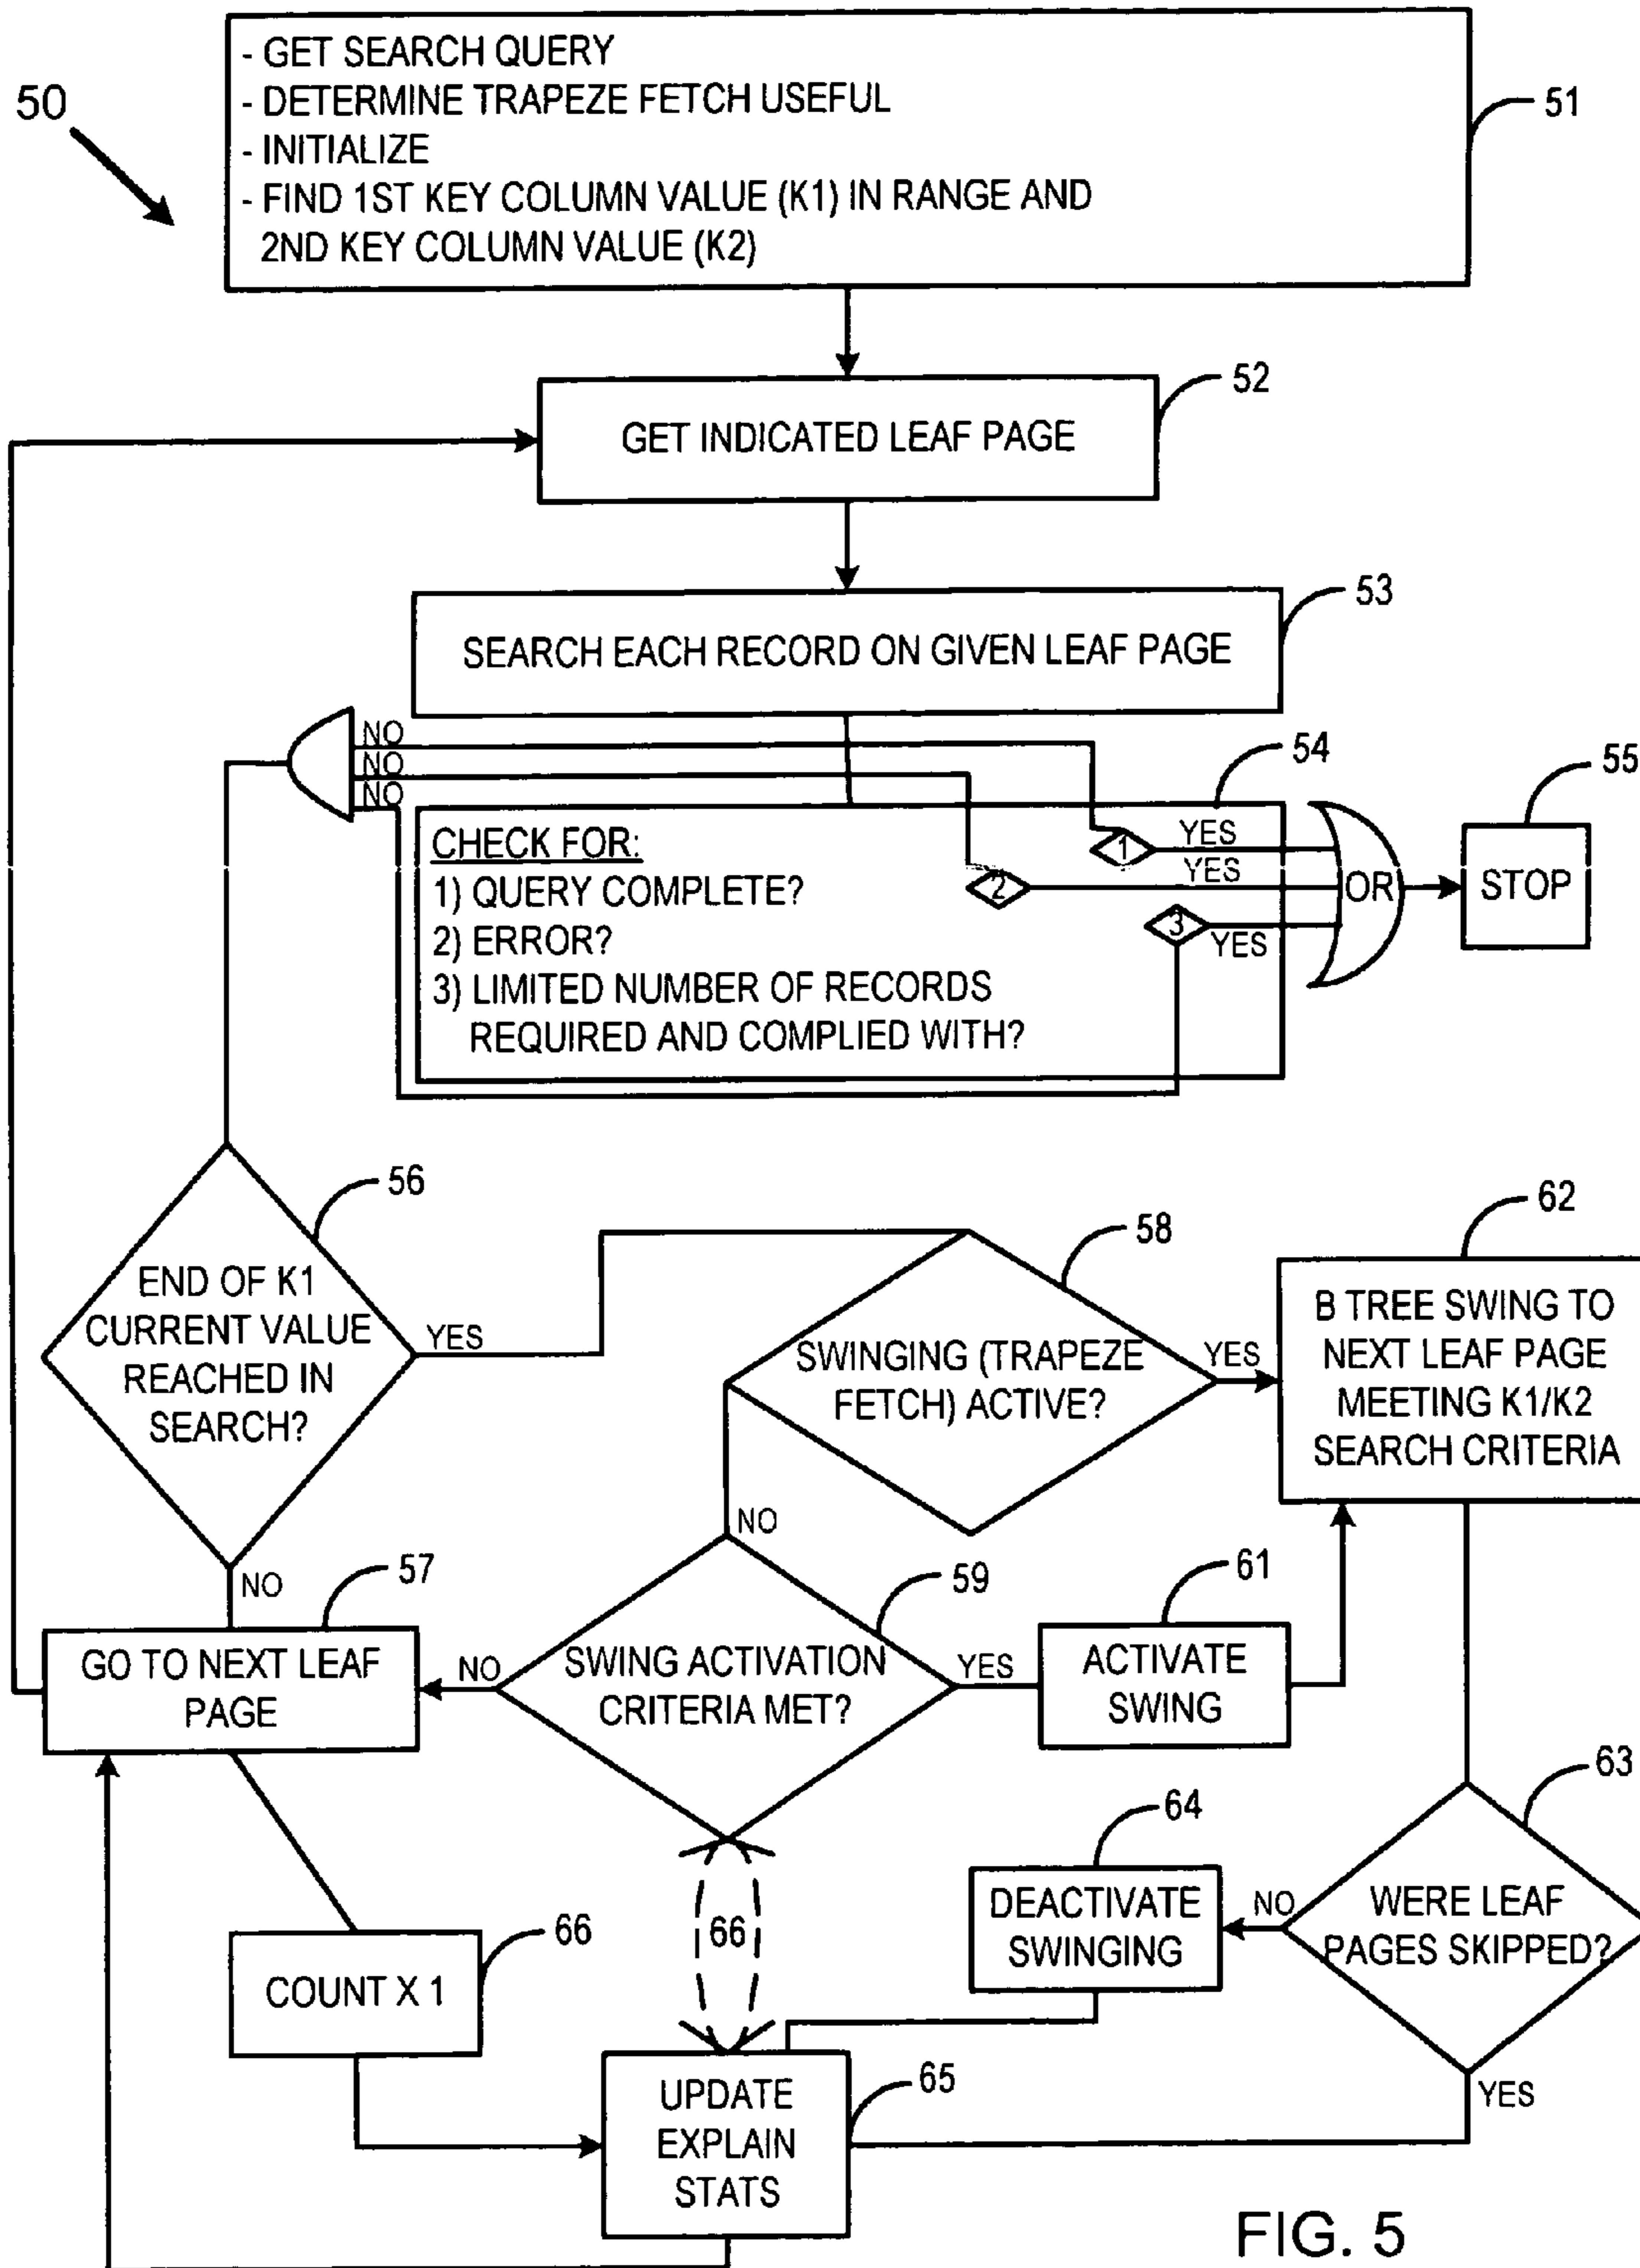 - GET SEARCH QUERY
- DETERMINE TRAPEZE FETCH USEFUL
- INITIALIZE
- FIND 1ST KEY COLUMN VALUE (K1) IN RANGE AND
2ND KEY COLUMN VALUE (K2)
50
51
52
GET INDICATED LEAF PAGE
53
SEARCH EACH RECORD ON GIVEN LEAF PAGE
NO
NO
NO
54
55
CHECK FOR:
1) QUERY COMPLETE?
2) ERROR?
3) LIMITED NUMBER OF RECORDS
REQUIRED AND COMPLIED WITH?
1
YES
2
YES
3
YES
OR
STOP
56
END OF K1
CURRENT VALUE
REACHED IN
SEARCH?
YES
NO
58
SWINGING (TRAPEZE
FETCH) ACTIVE?
YES
NO
62
B TREE SWING TO
NEXT LEAF PAGE
MEETING K1/K2
SEARCH CRITERIA
57
GO TO NEXT LEAF
PAGE
NO
59
SWING ACTIVATION
CRITERIA MET?
YES
61
ACTIVATE
SWING
63
WERE LEAF
PAGES SKIPPED?
NO
YES
64
DEACTIVATE
SWINGING
66
COUNT X 1
66
65
UPDATE
EXPLAIN
STATS
FIG. 5